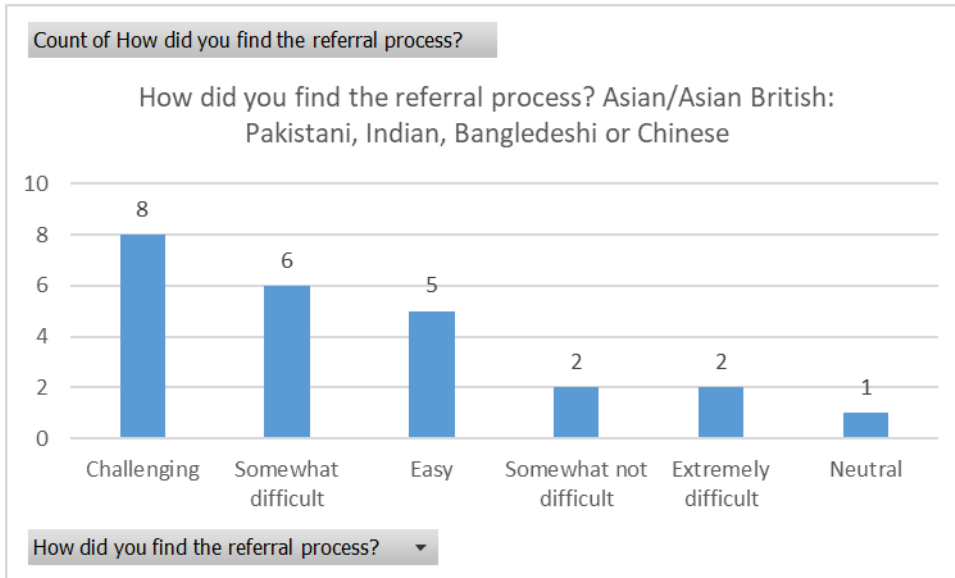 Count of How did you find the referral process?
How did you find the referral process? Asian/Asian British:
Pakistani, Indian, Bangledeshi or Chinese
10
8
6
4
2
0
8
6
5
2
2
1
Challenging
Somewhat
difficult
Easy
Somewhat not
difficult
Extremely
difficult
Neutral
How did you find the referral process?